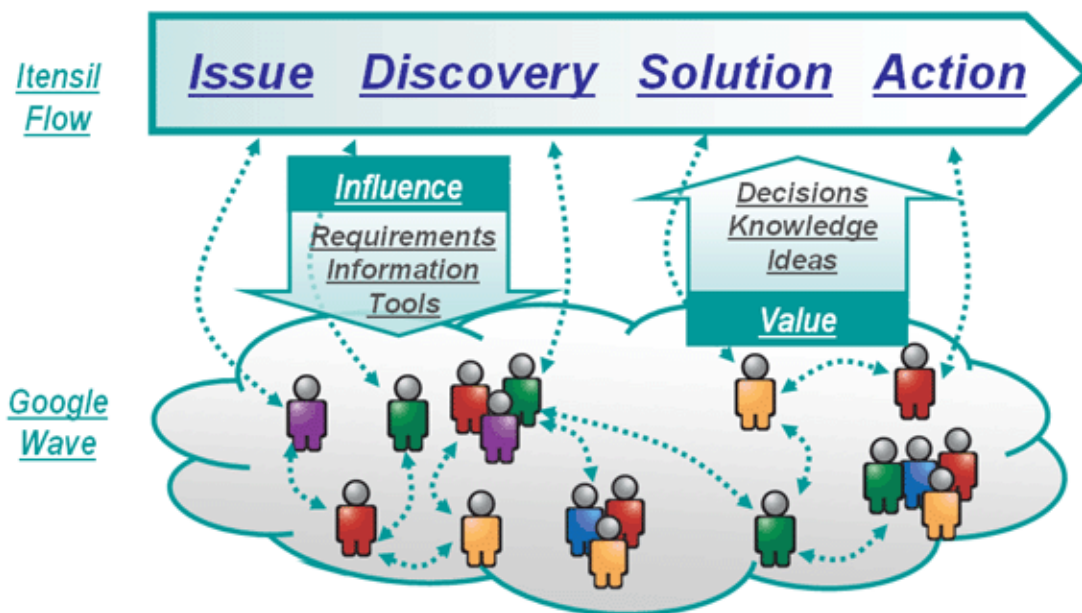 Itensil
Flow
Issue Discovery Solution Action
Influence
Requirements
Information
Tools
Decisions
Knowledge
Ideas
Value
Google
Wave